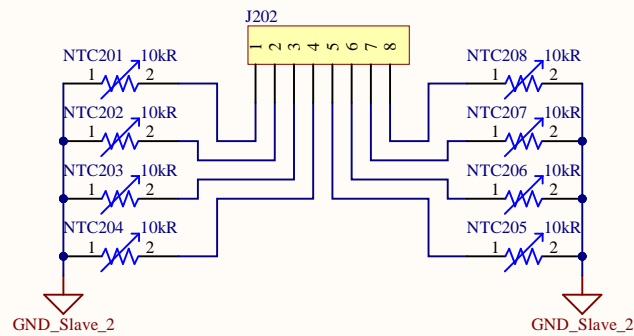 J202
1 2 3 4 5 6 7 8
NTC201 10kR
1 2
NTC202 10kR
1 2
NTC203 10kR
1 2
NTC204 10kR
1 2
GND_Slave_2
NTC208 10kR
1 2
NTC207 10kR
1 2
NTC206 10kR
1 2
NTC205 10kR
1 2
GND_Slave_2